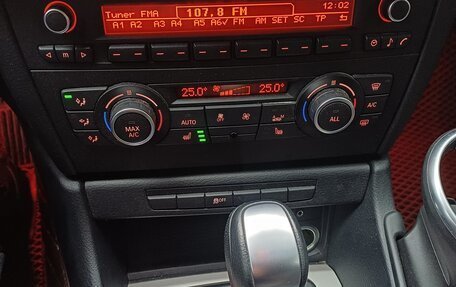 Tuner FMA
107,8 FM
12:02
A1 A2 A3 A4 A5 A6✓ FM AM SET SC TP
m
25.0° 25.0°
AUTO
OFF
A/C
MAX
A/C
ALL
OFF